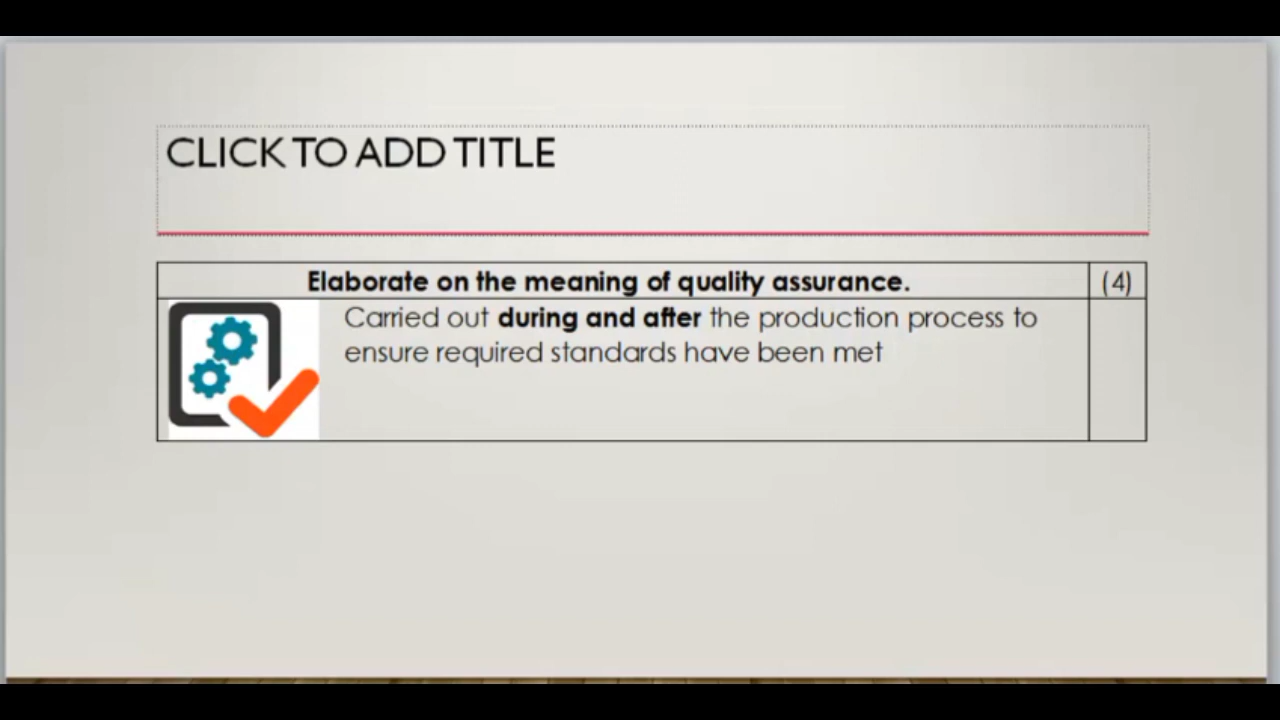 CLICK TO ADD TITLE
Elaborate on the meaning of quality assurance. (4)
Carried out during and after the production process to
ensure required standards have been met